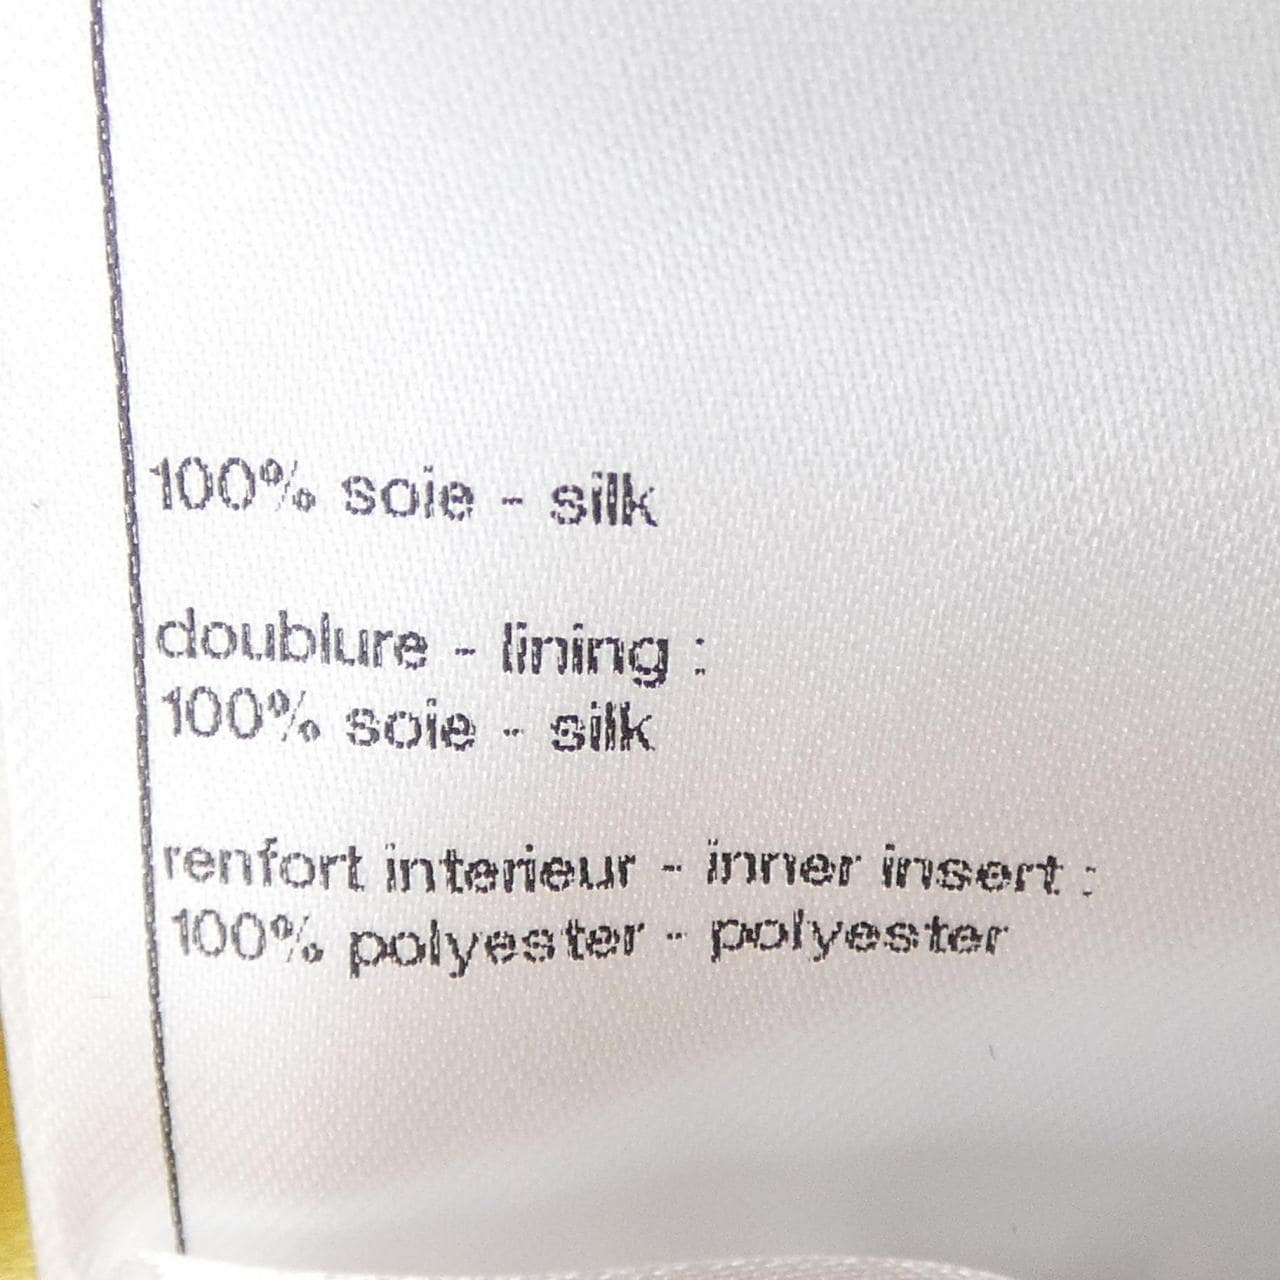 100% soie - silk
doublure - lining :
100% soie - silk
renfort interieur - inner insert :
100% polyester - polyester